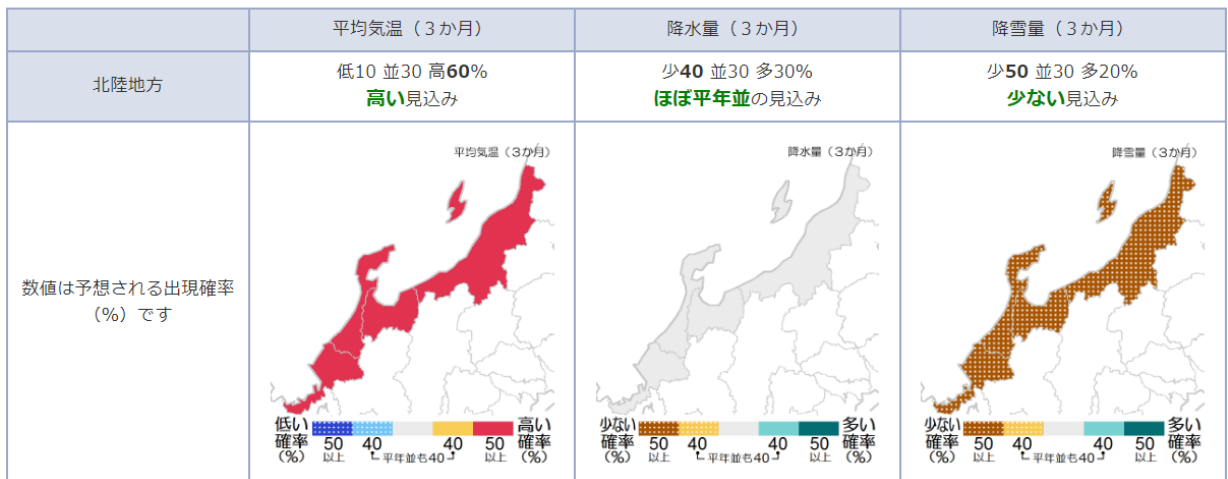 平均気温（３か月）
降水量（３か月）
降雪量（３か月）
北陸地方
低10 並30 高60%
高い見込み
少40 並30 多30%
ほぼ平年並の見込み
少50 並30 多20%
少ない見込み
数値は予想される出現確率
（%）です
平均気温（３か月）
低い
確率
（%）
50
以上
40
平年並も40
40
50
以上
高い
確率
（%）
降水量（３か月）
少ない
確率
（%）
50
以上
40
平年並も40
40
50
以上
多い
確率
（%）
降雪量（３か月）
少ない
確率
（%）
50
以上
40
平年並も40
40
50
以上
多い
確率
（%）